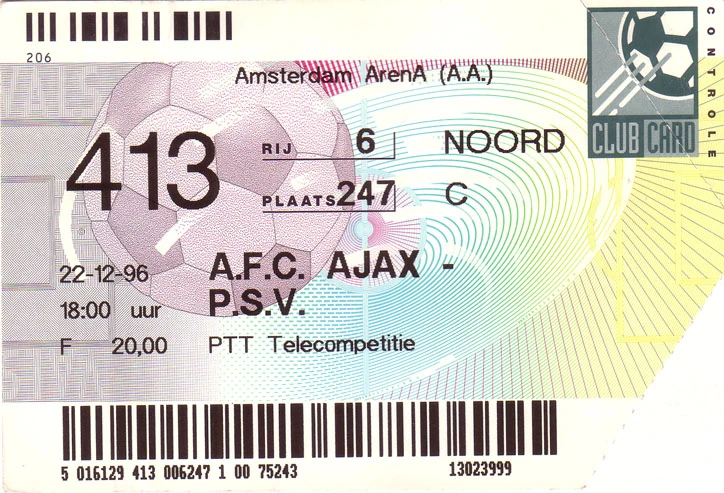 206
Amsterdam ArenA (A.A.)
CONTROLE
CLUB CARD
413
RIJ 6 NOORD
PLAATS 247 C
22-12-96 A.F.C. AJAX -
18:00 uur P.S.V.
F 20,00 PTT Telecompetitie
5 016129 413 006247 1 00 75243 13023999